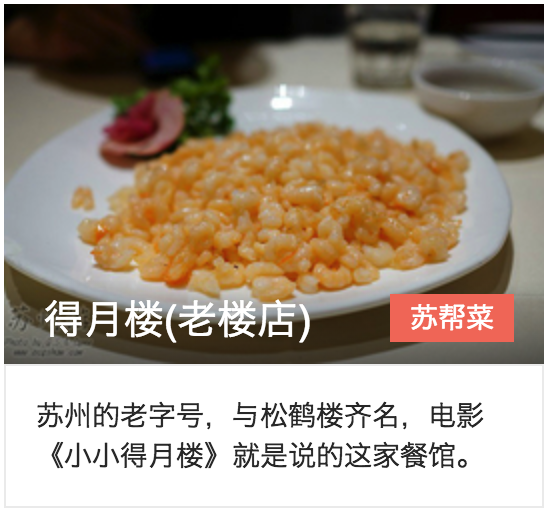 得月楼(老楼店)
苏帮菜
苏州的老字号，与松鹤楼齐名，电影
《小小得月楼》就是说的这家餐馆。